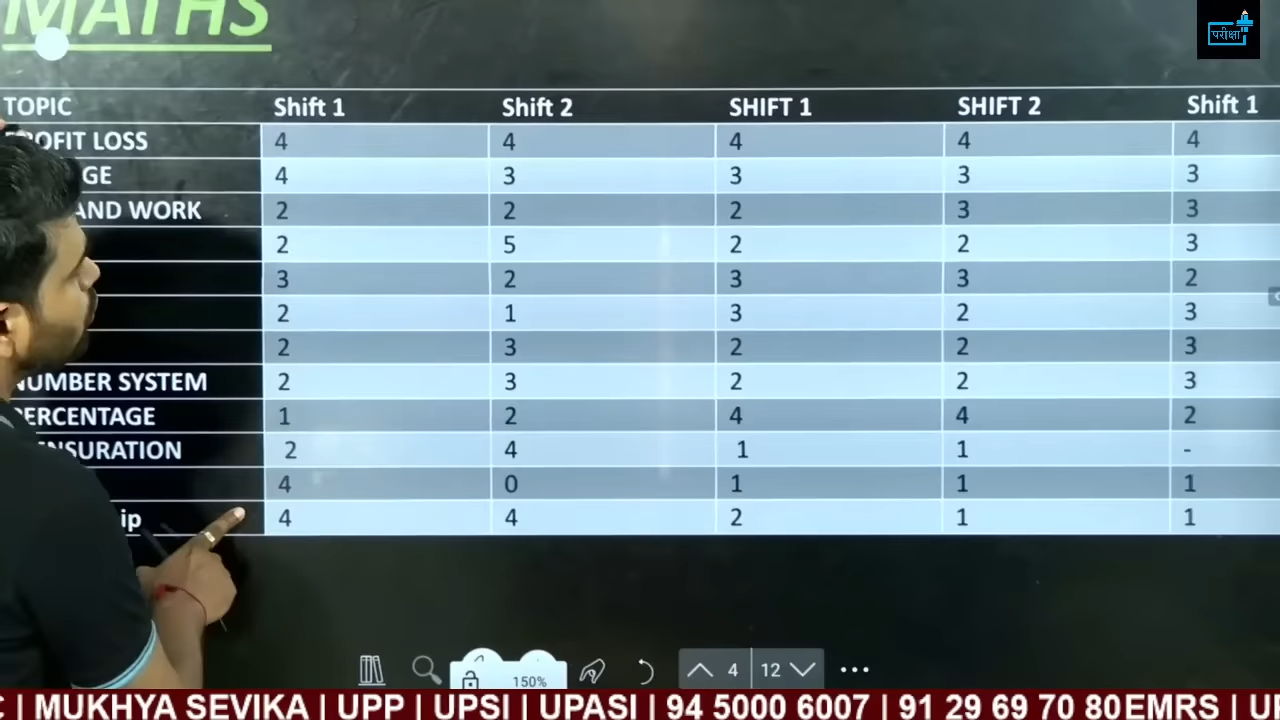 MATHS
परीक्षा
TOPIC Shift 1 Shift 2 SHIFT 1 SHIFT 2 Shift 1
PROFIT LOSS 4 4 4 4 4
GE 4 3 3 3 3
AND WORK 2 2 2 3 3
2 5 2 2 3
3 2 3 3 2
2 1 3 2 3
2 3 2 2 3
NUMBER SYSTEM 2 3 2 2 3
PERCENTAGE 1 2 4 4 2
ENSURATION 2 4 1 1 -
4 0 1 1 1
ip 4 4 2 1 1
150% 4 12
C | MUKHYA SEVIKA | UPP | UPSI | UPASI | 94 5000 6007 | 91 29 69 70 80EMRS | U